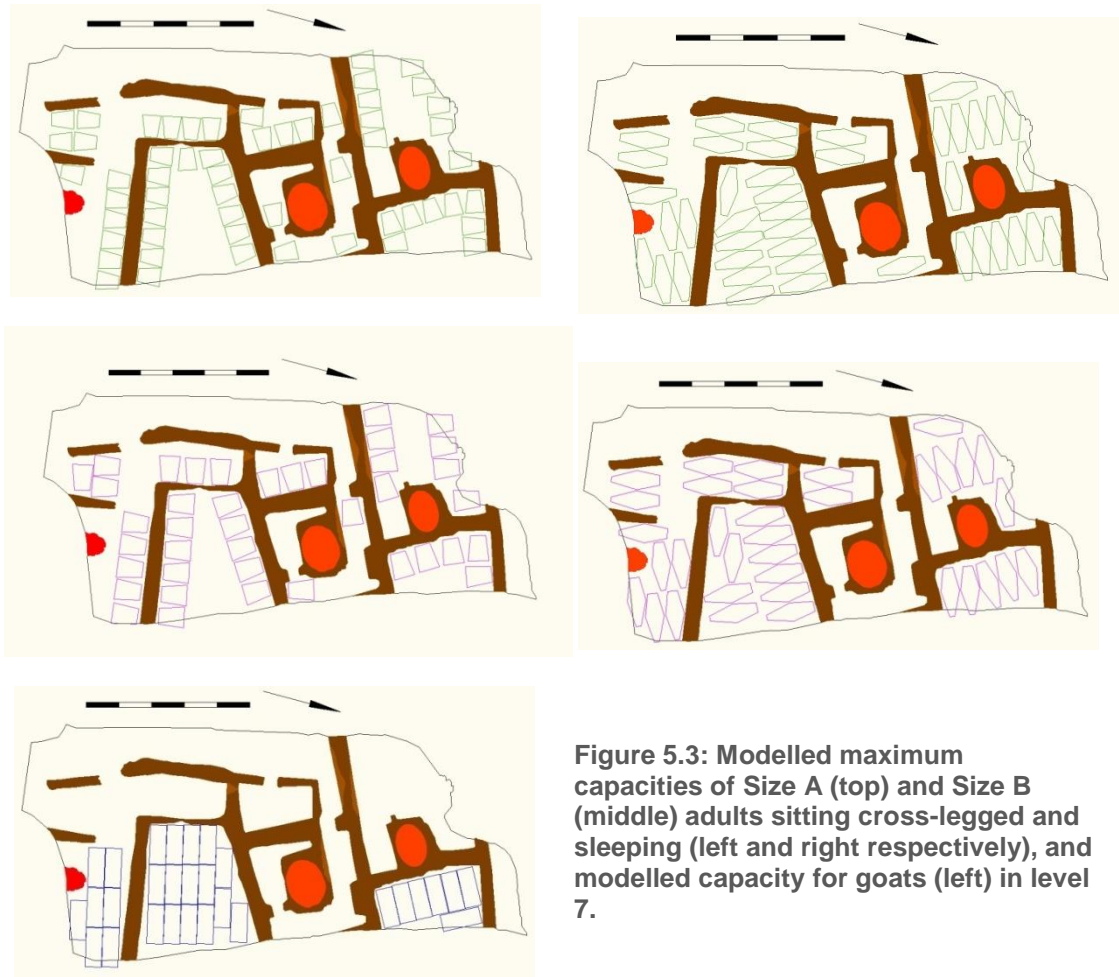 Figure 5.3: Modelled maximum
capacities of Size A (top) and Size B
(middle) adults sitting cross-legged and
sleeping (left and right respectively), and
modelled capacity for goats (left) in level
7.